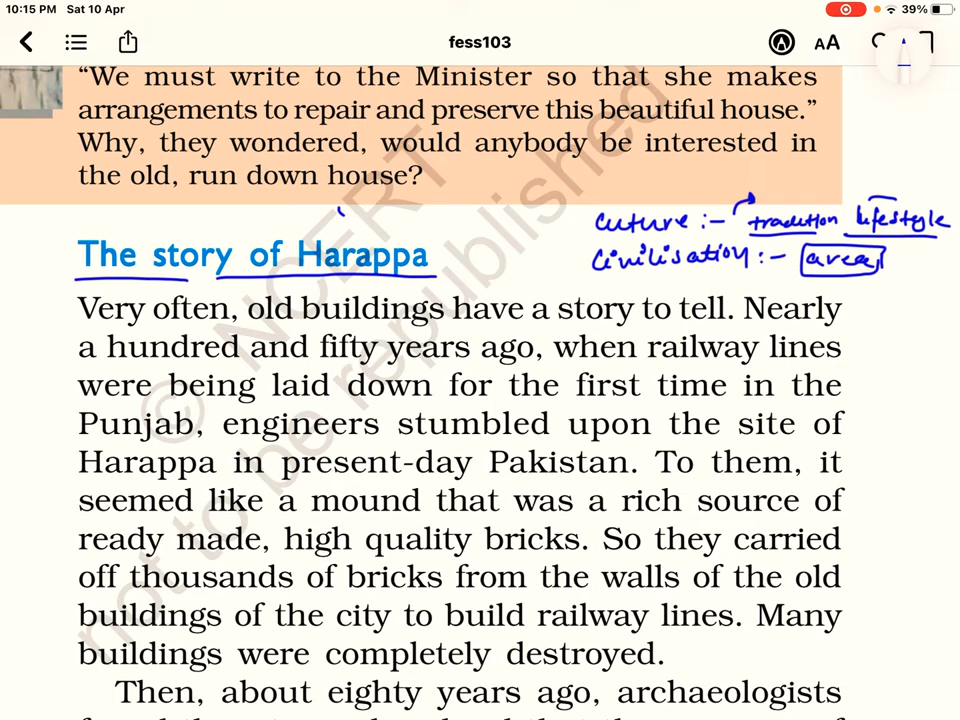 10:15 PM Sat 10 Apr 39%
fess103
AA
“We must write to the Minister so that she makes
arrangements to repair and preserve this beautiful house.”
Why, they wondered, would anybody be interested in
the old, run down house?
cuture :- tradition lifestyle
civilisation :- area
The story of Harappa
Very often, old buildings have a story to tell. Nearly
a hundred and fifty years ago, when railway lines
were being laid down for the first time in the
Punjab, engineers stumbled upon the site of
Harappa in present-day Pakistan. To them, it
seemed like a mound that was a rich source of
ready made, high quality bricks. So they carried
off thousands of bricks from the walls of the old
buildings of the city to build railway lines. Many
buildings were completely destroyed.
Then, about eighty years ago, archaeologists
© NCERT
not to be republished